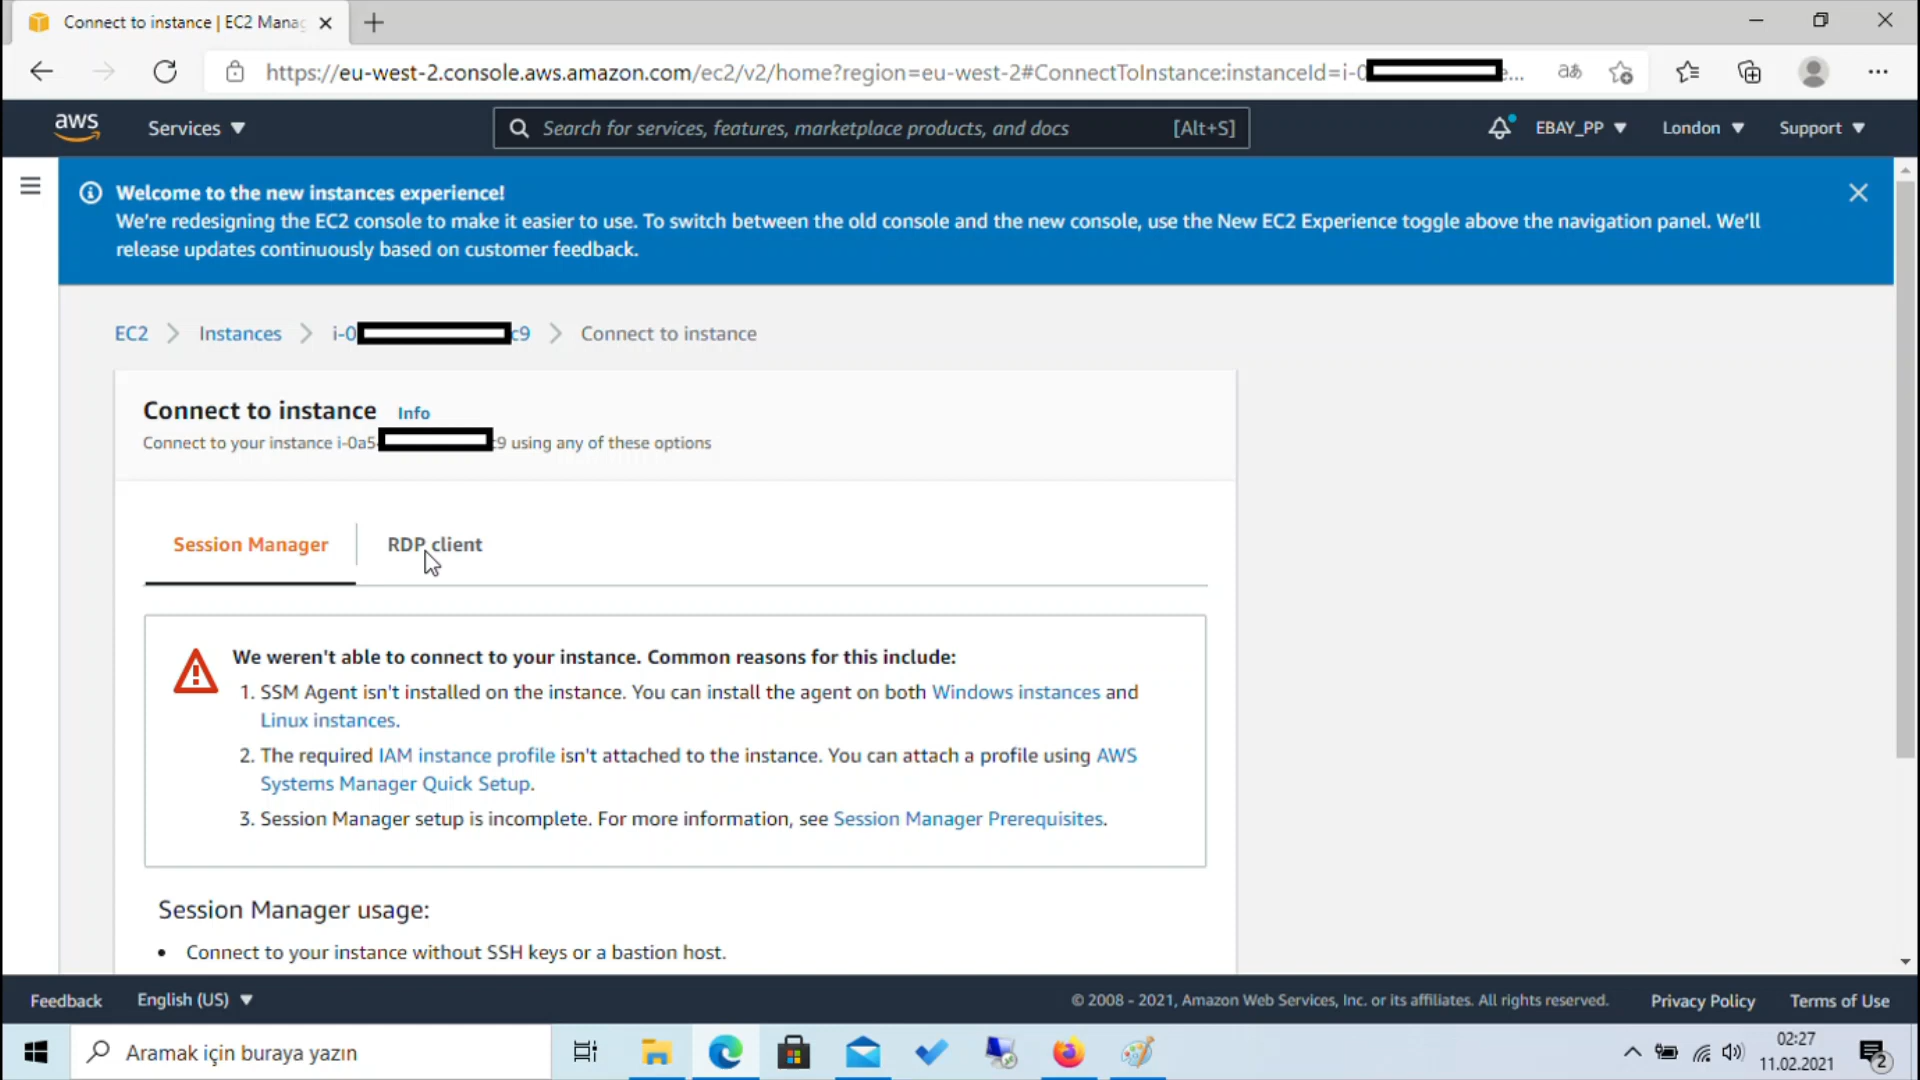 Connect to instance | EC2 Manag
https://eu-west-2.console.aws.amazon.com/ec2/v2/home?region=eu-west-2#ConnectToInstance:instanceId=i-0 e...
aあ
aws Services Search for services, features, marketplace products, and docs [Alt+S] EBAY_PP London Support
Welcome to the new instances experience!
We're redesigning the EC2 console to make it easier to use. To switch between the old console and the new console, use the New EC2 Experience toggle above the navigation panel. We'll
release updates continuously based on customer feedback.
EC2 Instances i-0 c9 Connect to instance
Connect to instance Info
Connect to your instance i-0a5 9 using any of these options
Session Manager RDP client
We weren't able to connect to your instance. Common reasons for this include:
1. SSM Agent isn't installed on the instance. You can install the agent on both Windows instances and
Linux instances.
2. The required IAM instance profile isn't attached to the instance. You can attach a profile using AWS
Systems Manager Quick Setup.
3. Session Manager setup is incomplete. For more information, see Session Manager Prerequisites.
Session Manager usage:
• Connect to your instance without SSH keys or a bastion host.
Feedback English (US) © 2008 - 2021, Amazon Web Services, Inc. or its affiliates. All rights reserved. Privacy Policy Terms of Use
Aramak için buraya yazın
02:27
11.02.2021
2